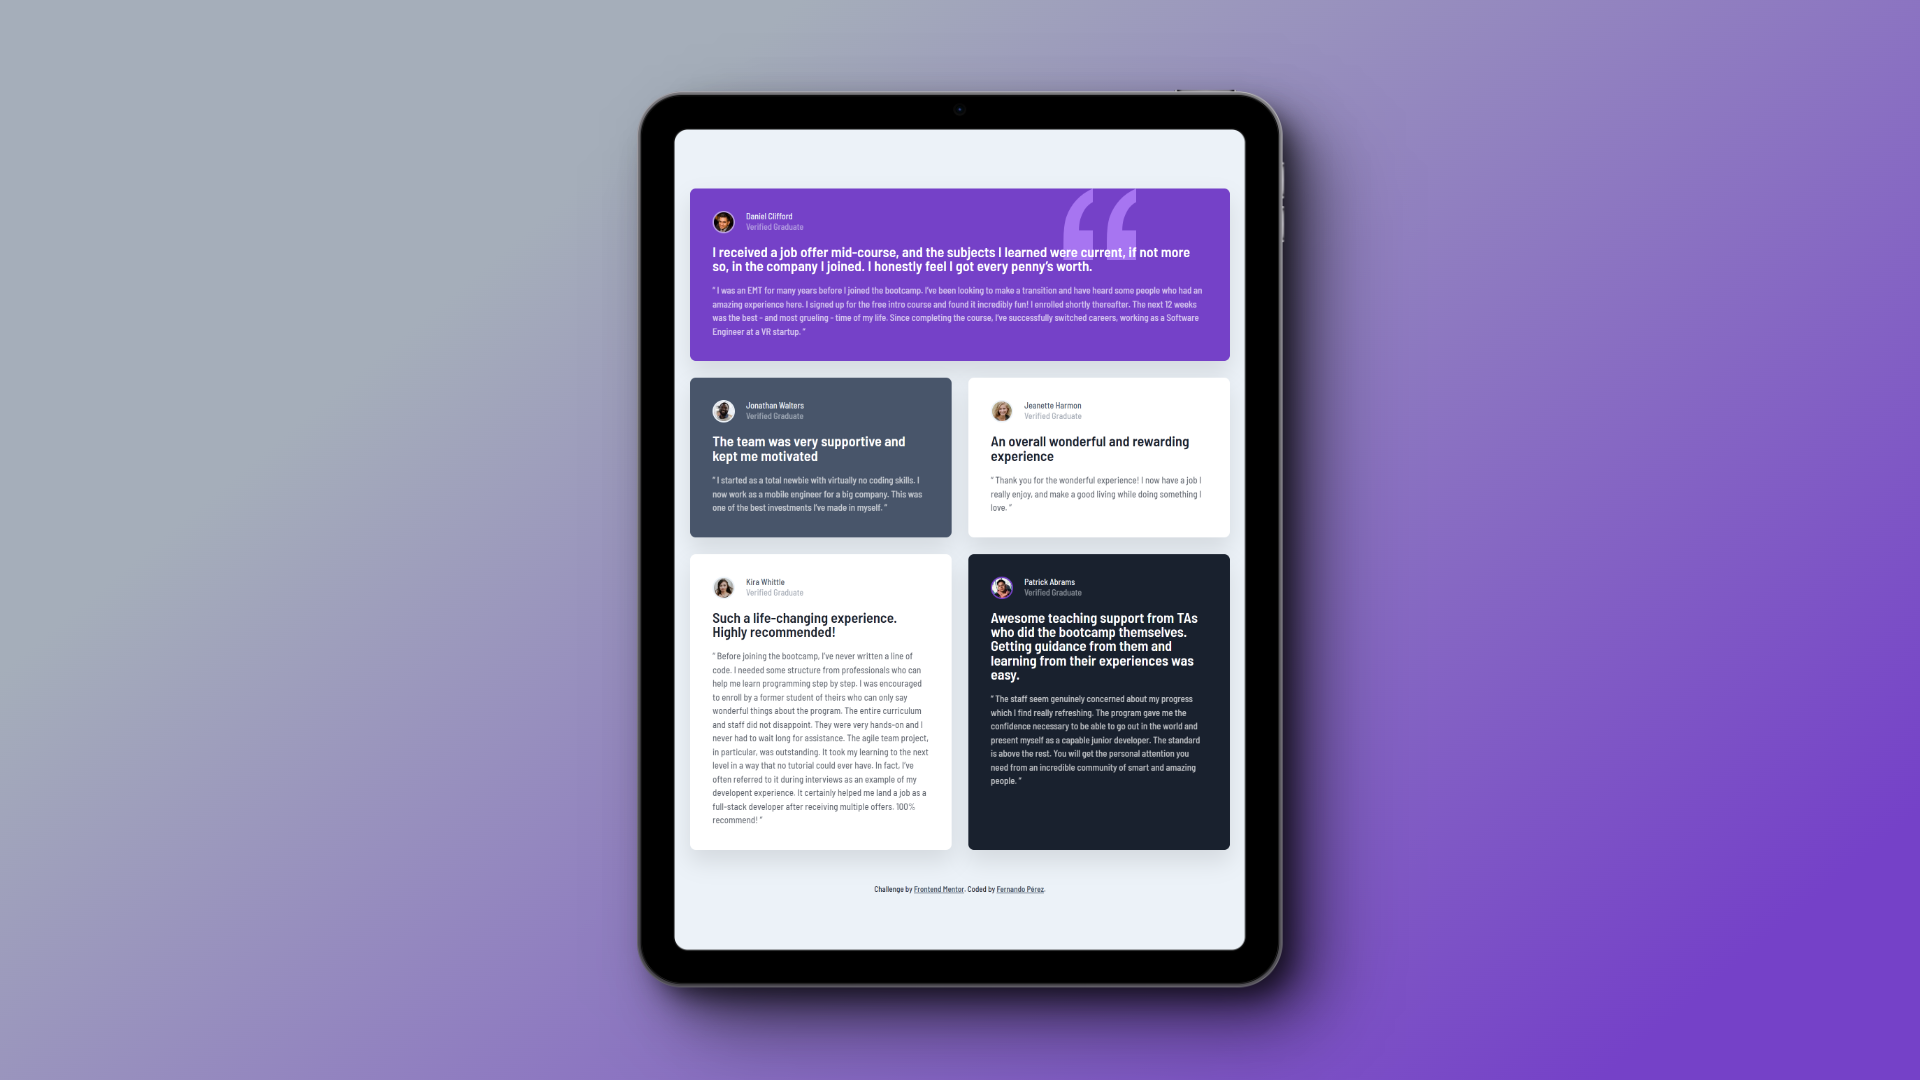 Daniel Clifford
Verified Graduate
I received a job offer mid-course, and the subjects I learned were current, if not more
so, in the company I joined. I honestly feel I got every penny’s worth.
“ I was an EMT for many years before I joined the bootcamp. I’ve been looking to make a transition and have heard some people who had an
amazing experience here. I signed up for the free intro course and found it incredibly fun! I enrolled shortly thereafter. The next 12 weeks
was the best - and most grueling - time of my life. Since completing the course, I’ve successfully switched careers, working as a Software
Engineer at a VR startup. ”
Jonathan Walters
Verified Graduate
The team was very supportive and
kept me motivated
“ I started as a total newbie with virtually no coding skills. I
now work as a mobile engineer for a big company. This was
one of the best investments I’ve made in myself. ”
Jeanette Harmon
Verified Graduate
An overall wonderful and rewarding
experience
“ Thank you for the wonderful experience! I now have a job I
really enjoy, and make a good living while doing something I
love. ”
Kira Whittle
Verified Graduate
Such a life-changing experience.
Highly recommended!
“ Before joining the bootcamp, I’ve never written a line of
code. I needed some structure from professionals who can
help me learn programming step by step. I was encouraged
to enroll by a former student of theirs who can only say
wonderful things about the program. The entire curriculum
and staff did not disappoint. They were very hands-on and I
never had to wait long for assistance. The agile team project,
in particular, was outstanding. It took my learning to the next
level in a way that no tutorial could ever have. In fact, I’ve
often referred to it during interviews as an example of my
developent experience. It certainly helped me land a job as a
full-stack developer after receiving multiple offers. 100%
recommend! ”
Patrick Abrams
Verified Graduate
Awesome teaching support from TAs
who did the bootcamp themselves.
Getting guidance from them and
learning from their experiences was
easy.
“ The staff seem genuinely concerned about my progress
which I find really refreshing. The program gave me the
confidence necessary to be able to go out in the world and
present myself as a capable junior developer. The standard
is above the rest. You will get the personal attention you
need from an incredible community of smart and amazing
people. ”
Challenge by Frontend Mentor. Coded by Fernando Pérez.